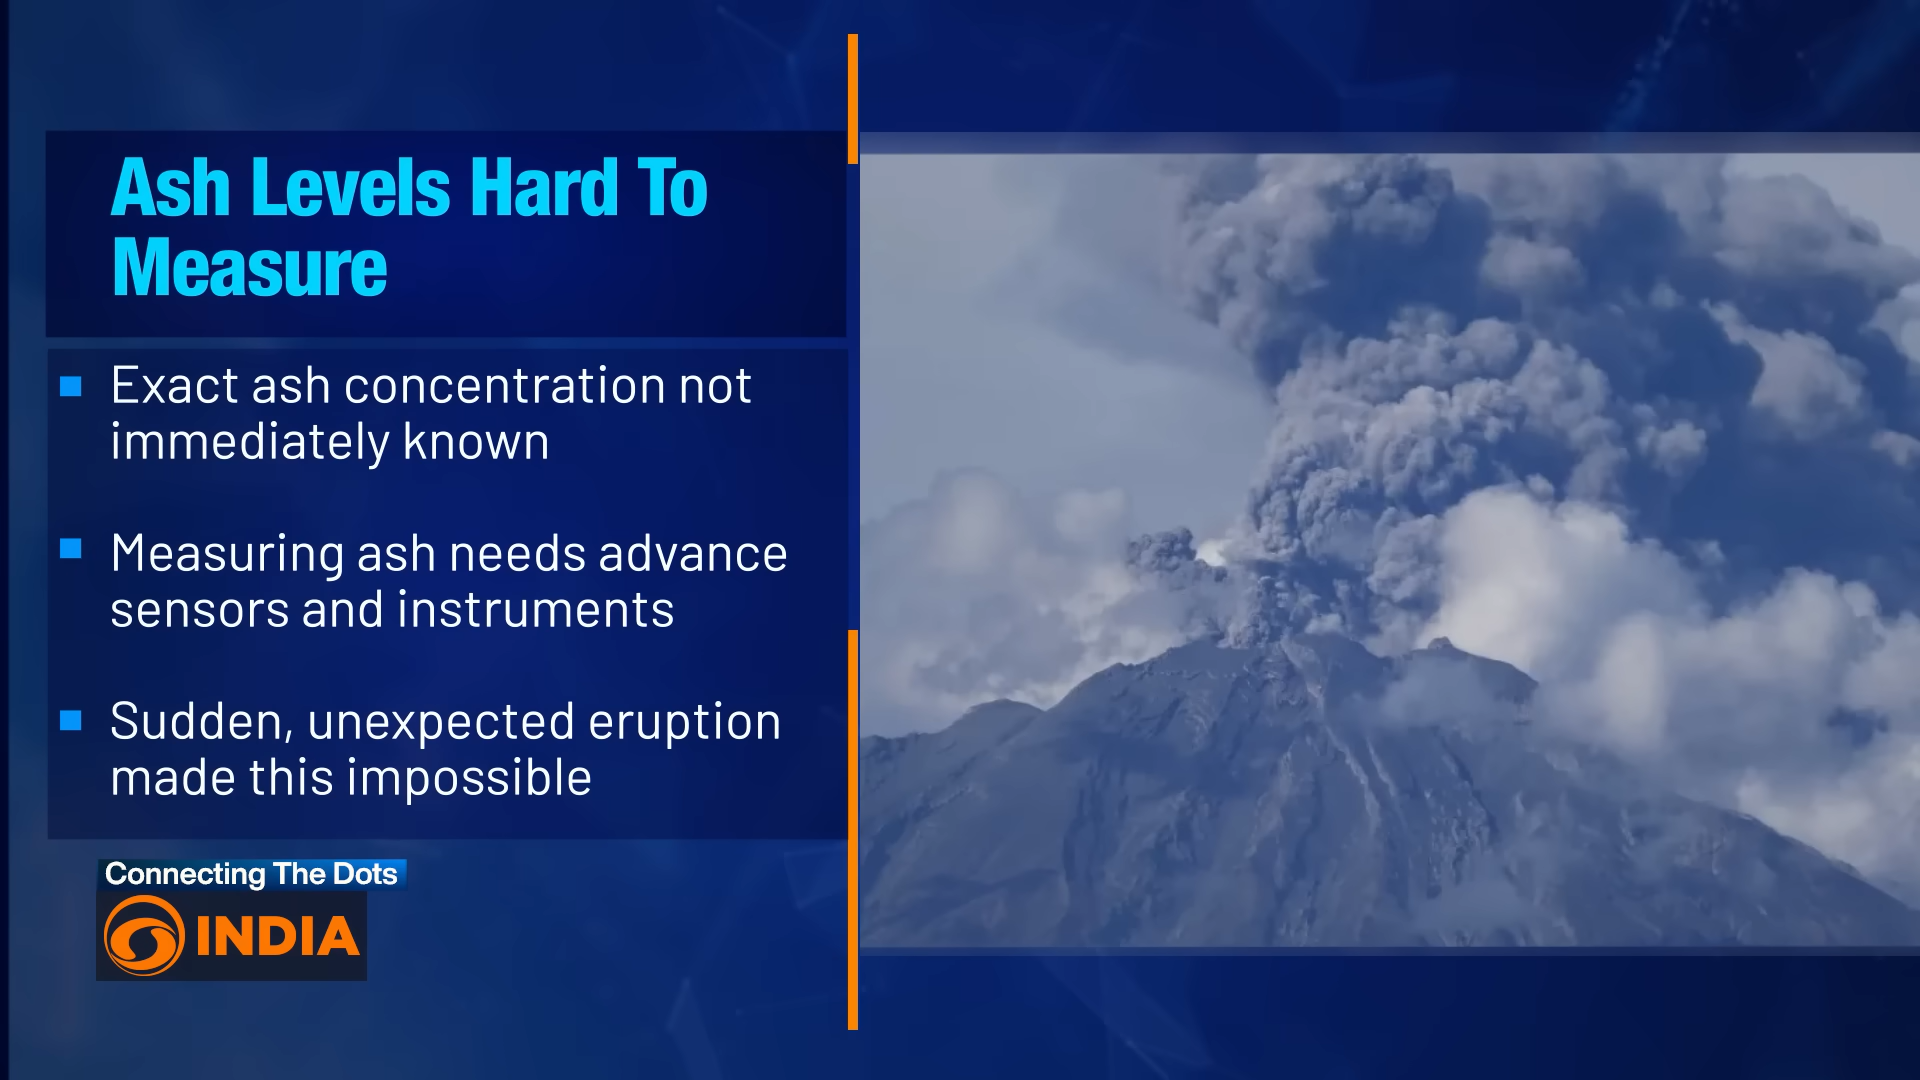 Ash Levels Hard To
Measure
Exact ash concentration not
immediately known
Measuring ash needs advance
sensors and instruments
Sudden, unexpected eruption
made this impossible
Connecting The Dots
INDIA